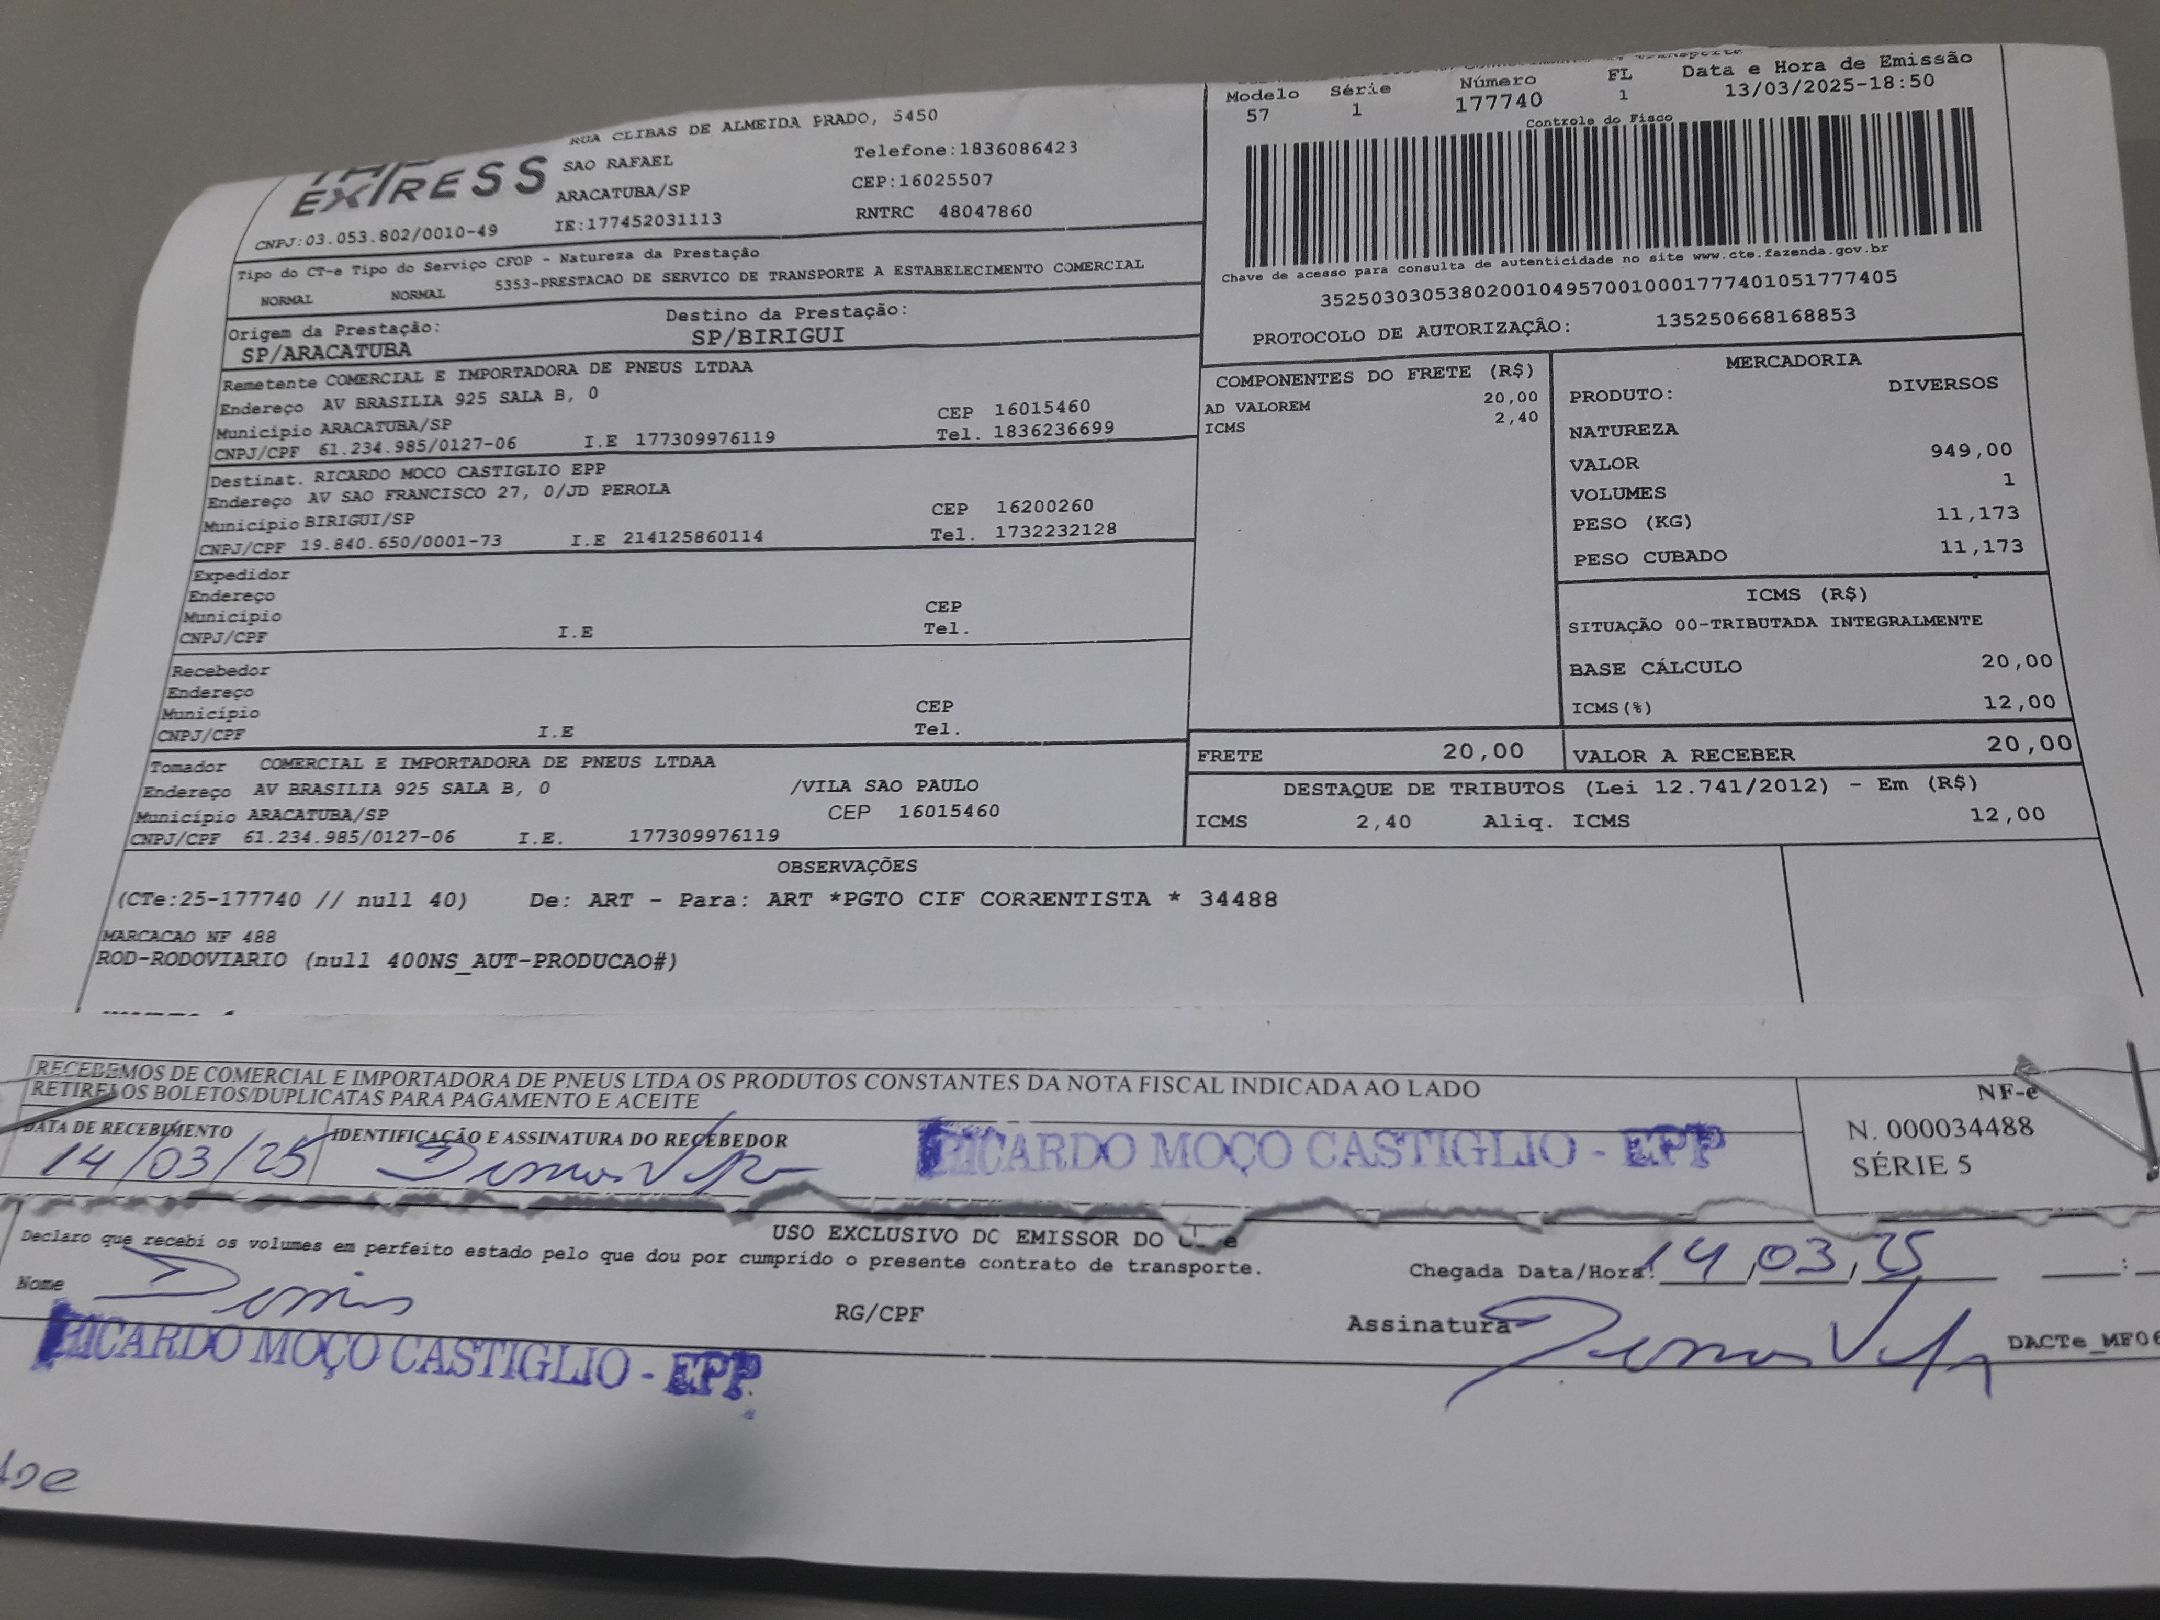 RUA CLIBAS DE ALMEIDA PRADO, 5450
EXPRESS
SAO RAFAEL
Telefone:1836086423
ARACATUBA/SP
CEP:16025507
CNPJ:03.053.802/0010-49
IE:177452031113
RNTRC 48047860
Modelo Série Número FL Data e Hora de Emissão
57 1 177740 1 13/03/2025-18:50
Controle do Fisco
Chave de acesso para consulta de autenticidade no site www.cte.fazenda.gov.br
35250303053802001049570010001777401051777405
PROTOCOLO DE AUTORIZAÇÃO: 135250668168853
Tipo do CT-e Tipo do Serviço CFOP - Natureza da Prestação
NORMAL NORMAL 5353-PRESTACAO DE SERVICO DE TRANSPORTE A ESTABELECIMENTO COMERCIAL
Origem da Prestação: Destino da Prestação:
SP/ARACATUBA SP/BIRIGUI
Remetente COMERCIAL E IMPORTADORA DE PNEUS LTDAA
Endereço AV BRASILIA 925 SALA B, 0
Município ARACATUBA/SP CEP 16015460
CNPJ/CPF 61.234.985/0127-06 I.E 177309976119 Tel. 1836236699
Destinat. RICARDO MOCO CASTIGLIO EPP
Endereço AV SAO FRANCISCO 27, 0/JD PEROLA
Município BIRIGUI/SP CEP 16200260
CNPJ/CPF 19.840.650/0001-73 I.E 214125860114 Tel. 1732232128
Expedidor
Endereço
Município CEP
CNPJ/CPF I.E Tel.
Recebedor
Endereço
Município CEP
CNPJ/CPF I.E Tel.
Tomador COMERCIAL E IMPORTADORA DE PNEUS LTDAA
Endereço AV BRASILIA 925 SALA B, 0 /VILA SAO PAULO
Município ARACATUBA/SP CEP 16015460
CNPJ/CPF 61.234.985/0127-06 I.E. 177309976119
COMPONENTES DO FRETE (R$)
AD VALOREM 20,00
ICMS 2,40
MERCADORIA
PRODUTO: DIVERSOS
NATUREZA
VALOR 949,00
VOLUMES 1
PESO (KG) 11,173
PESO CUBADO 11,173
ICMS (R$)
SITUAÇÃO 00-TRIBUTADA INTEGRALMENTE
BASE CÁLCULO 20,00
ICMS(%) 12,00
FRETE 20,00 VALOR A RECEBER 20,00
DESTAQUE DE TRIBUTOS (Lei 12.741/2012) - Em (R$)
ICMS 2,40 Aliq. ICMS 12,00
OBSERVAÇÕES
(CTe:25-177740 // null 40) De: ART - Para: ART *PGTO CIF CORRENTISTA * 34488
MARCACAO NF 488
ROD-RODOVIARIO (null 400NS_AUT-PRODUCAO#)
RECEBEMOS DE COMERCIAL E IMPORTADORA DE PNEUS LTDA OS PRODUTOS CONSTANTES DA NOTA FISCAL INDICADA AO LADO
RETIREI OS BOLETOS/DUPLICATAS PARA PAGAMENTO E ACEITE
DATA DE RECEBIMENTO IDENTIFICAÇÃO E ASSINATURA DO RECEBEDOR
14/03/25
RICARDO MOÇO CASTIGLIO - EPP
NF-e
N. 000034488
SÉRIE 5
USO EXCLUSIVO DO EMISSOR DO
Declaro que recebi os volumes em perfeito estado pelo que dou por cumprido o presente contrato de transporte.
Chegada Data/Hora: 14,03,25 :
Nome Denis RG/CPF Assinatura
DACTe_MF06
RICARDO MOÇO CASTIGLIO - EPP